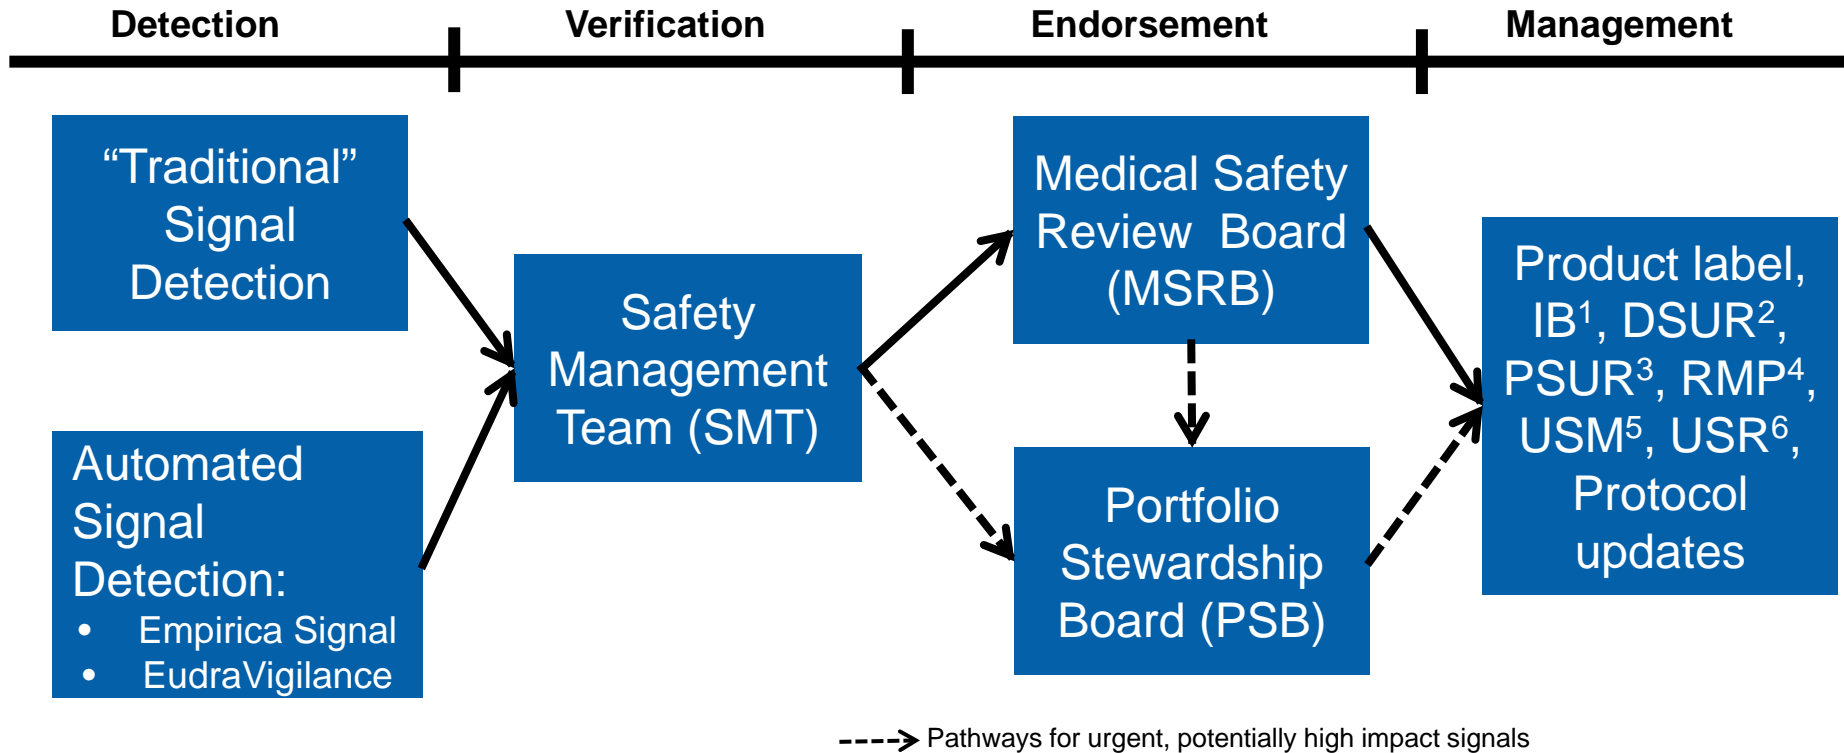 Detection
Verification
Endorsement
Management
“Traditional”
Signal
Detection
Automated
Signal
Detection:
• Empirica Signal
• EudraVigilance
Safety
Management
Team (SMT)
Medical Safety
Review Board
(MSRB)
Portfolio
Stewardship
Board (PSB)
Product label,
IB¹, DSUR²,
PSUR³, RMP⁴,
USM⁵, USR⁶,
Protocol
updates
Pathways for urgent, potentially high impact signals